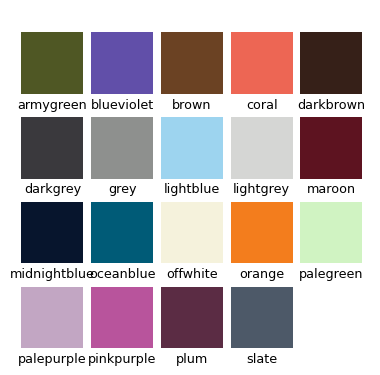 armygreen blueviolet brown coral darkbrown
darkgrey grey lightblue lightgrey maroon
midnightblue oceanblue offwhite orange palegreen
palepurple pinkpurple plum slate